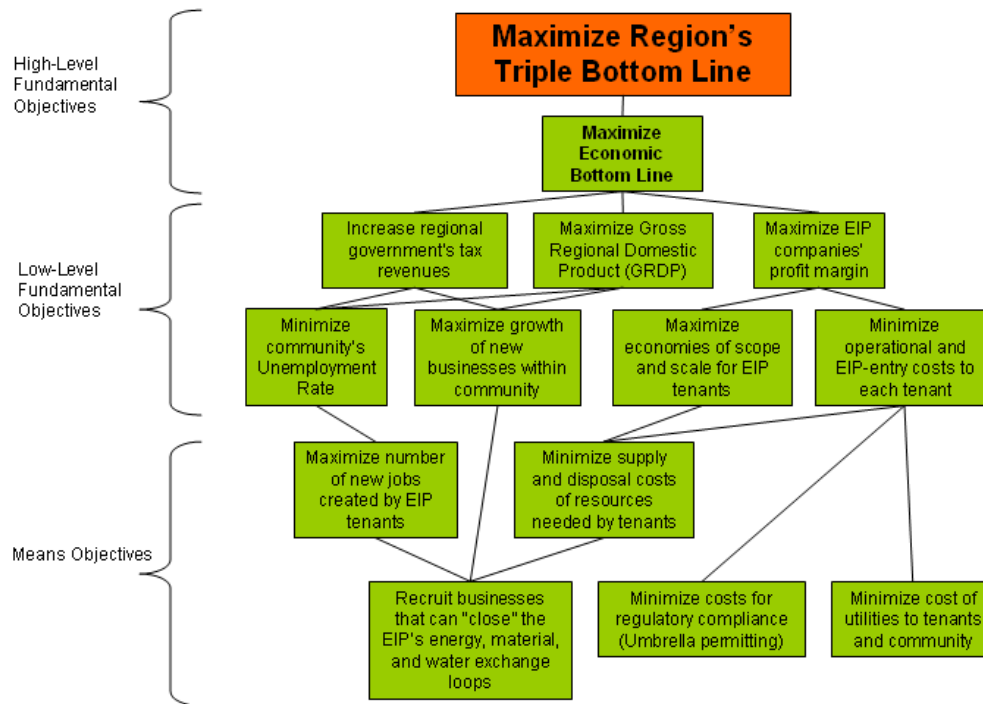 Maximize Region's
Triple Bottom Line
High-Level
Fundamental
Objectives
Maximize
Economic
Bottom Line
Increase regional
government's tax
revenues
Maximize Gross
Regional Domestic
Product (GRDP)
Maximize EIP
companies'
profit margin
Low-Level
Fundamental
Objectives
Minimize
community's
Unemployment
Rate
Maximize growth
of new
businesses within
community
Maximize
economies of scope
and scale for EIP
tenants
Minimize
operational and
EIP-entry costs to
each tenant
Maximize number
of new jobs
created by EIP
tenants
Minimize supply
and disposal costs
of resources
needed by tenants
Means Objectives
Recruit businesses
that can "close" the
EIP's energy, material,
and water exchange
loops
Minimize costs for
regulatory compliance
(Umbrella permitting)
Minimize cost of
utilities to tenants
and community